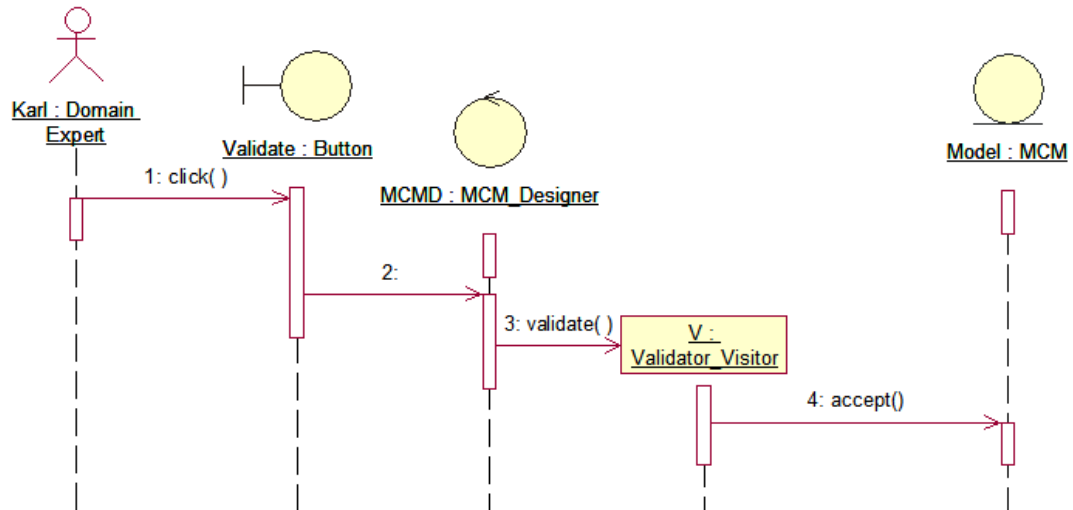 Karl : Domain
Expert
Validate : Button
MCMD : MCM_Designer
Model : MCM
1: click( )
2:
3: validate( )
V :
Validator_Visitor
4: accept()